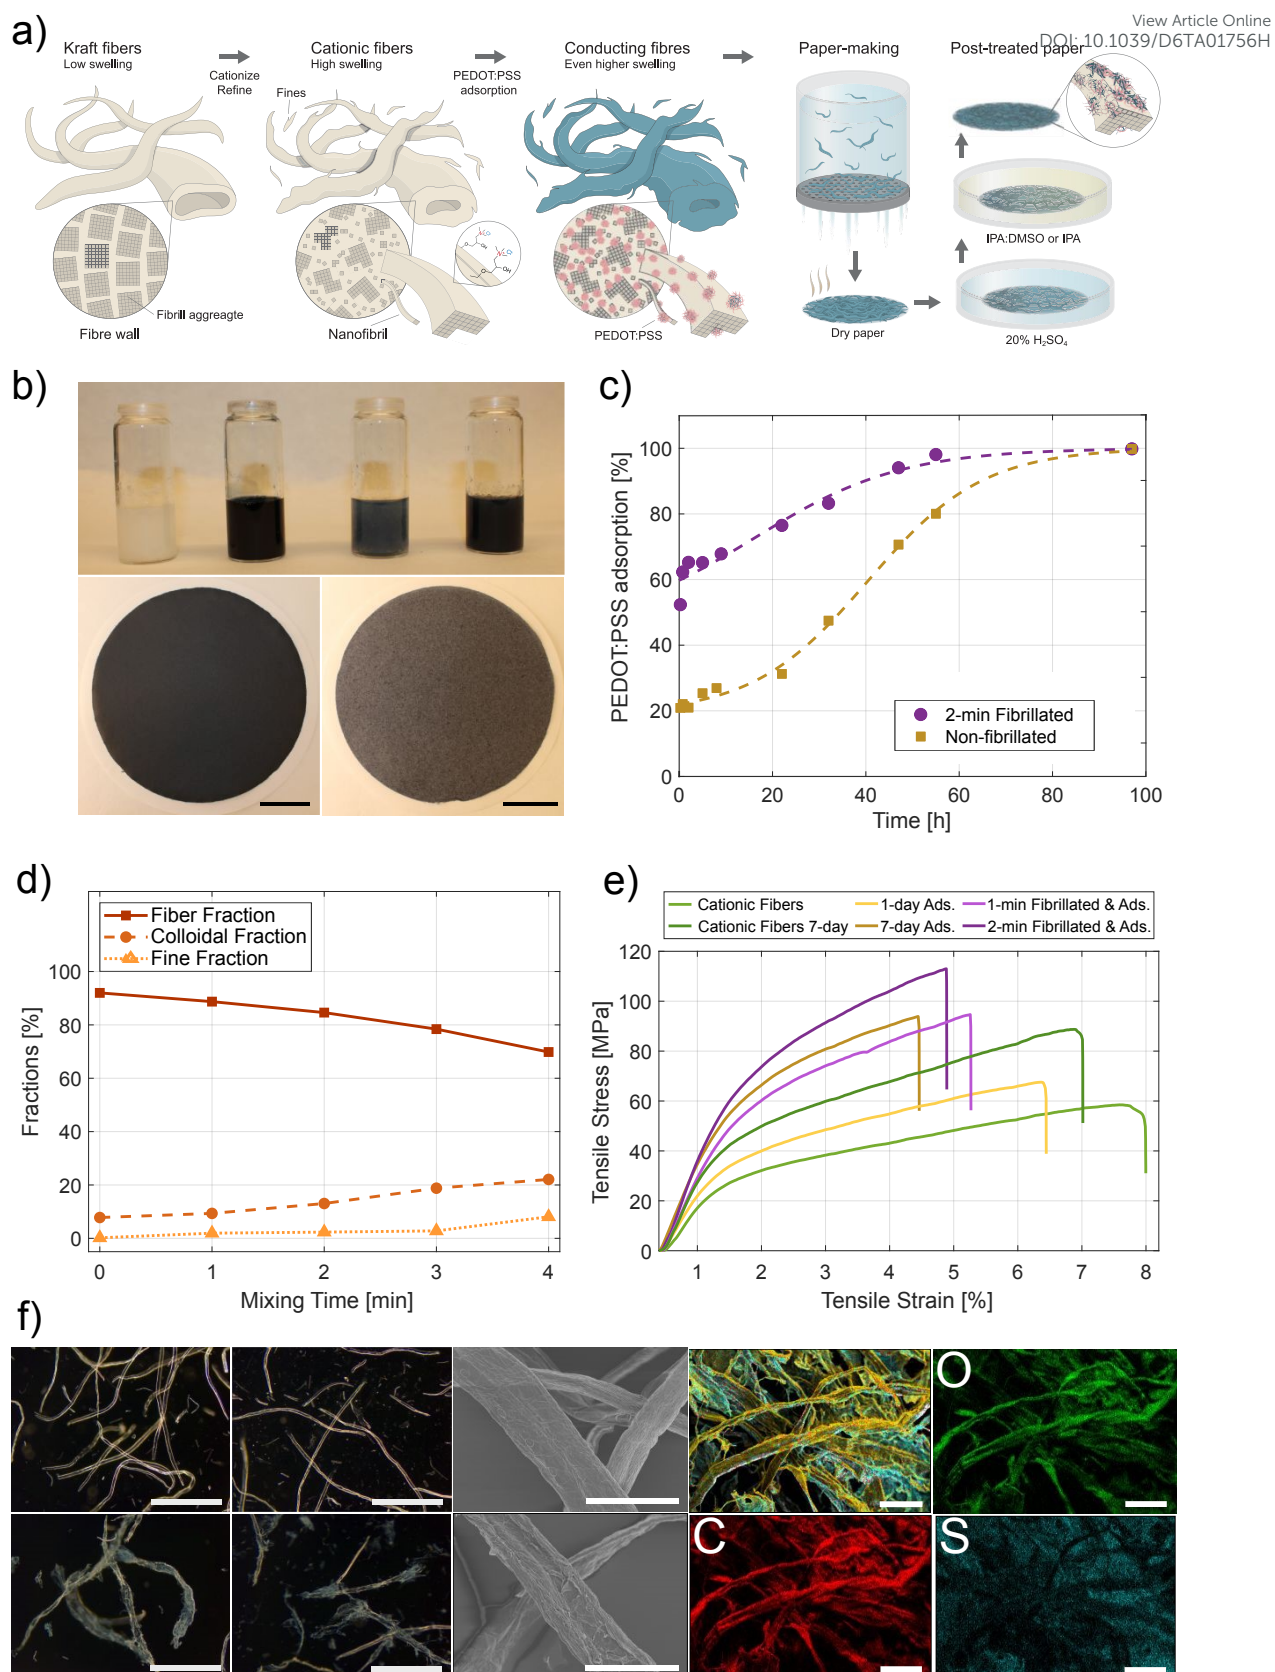 View Article Online
DOI: 10.1039/D6TA01756H
a)
Kraft fibers
Low swelling
Cationize
Refine
Cationic fibers
High swelling
Fines
PEDOT:PSS
adsorption
Conducting fibres
Even higher swelling
Paper-making
Post-treated paper
Fibrill aggreagte
Fibre wall
Nanofibril
PEDOT:PSS
Dry paper
IPA:DMSO or IPA
20% H₂SO₄
b)
c)
PEDOT:PSS adsorption [%]
100
80
60
40
20
0
2-min Fibrillated
Non-fibrillated
0 20 40 60 80 100
Time [h]
d)
Fiber Fraction
Colloidal Fraction
Fine Fraction
Fractions [%]
100
80
60
40
20
0
0 1 2 3 4
Mixing Time [min]
e)
Cationic Fibers
1-day Ads.
1-min Fibrillated & Ads.
Cationic Fibers 7-day
7-day Ads.
2-min Fibrillated & Ads.
Tensile Stress [MPa]
120
100
80
60
40
20
0
1 2 3 4 5 6 7 8
Tensile Strain [%]
f)
O
C
S